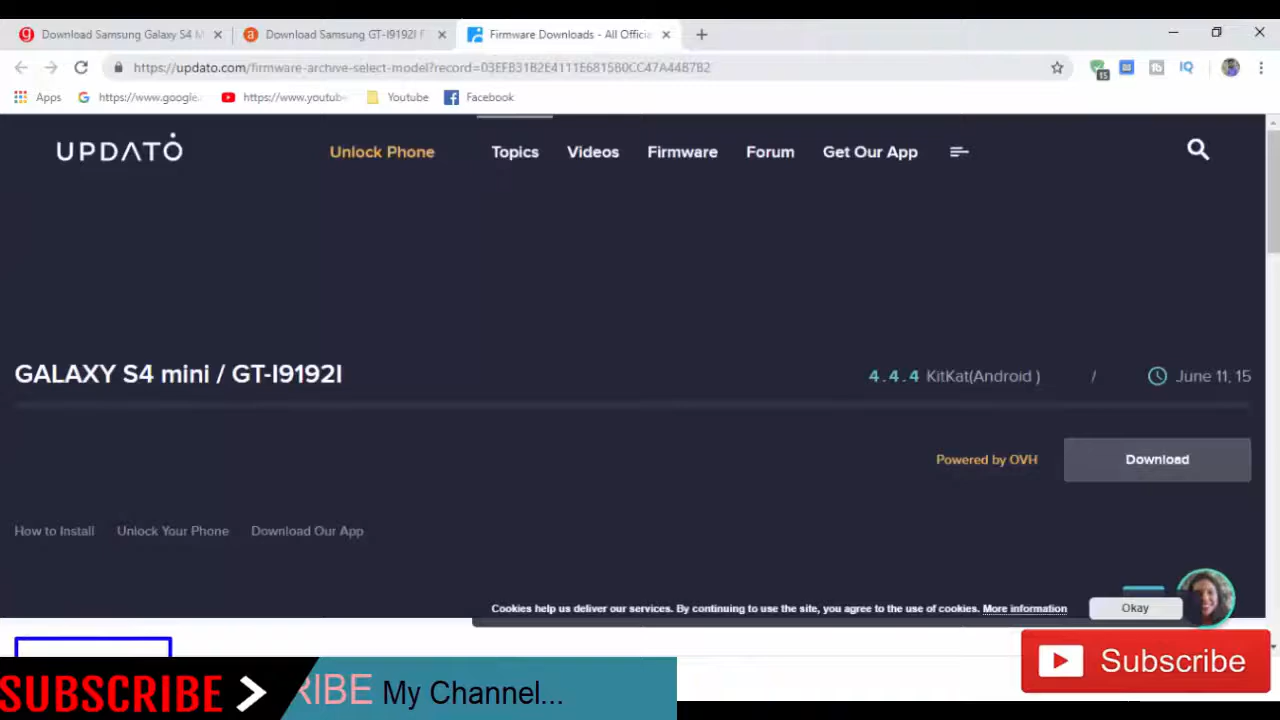 Download Samsung Galaxy S4 M
Download Samsung GT-I9192I F
Firmware Downloads - All Officia
https://updato.com/firmware-archive-select-model?record=03EFB31B2E4111E6815B0CC47A44B7B2
15
IQ
Apps
https://www.google.
https://www.youtube
Youtube
Facebook
UPDATO
Unlock Phone
Topics
Videos
Firmware
Forum
Get Our App
GALAXY S4 mini / GT-I9192I
4.4.4 KitKat(Android ) / June 11, 15
Powered by OVH
Download
How to Install
Unlock Your Phone
Download Our App
Cookies help us deliver our services. By continuing to use the site, you agree to the use of cookies. More information
Okay
Subscribe
SUBSCRIBE
RIBE My Channel...